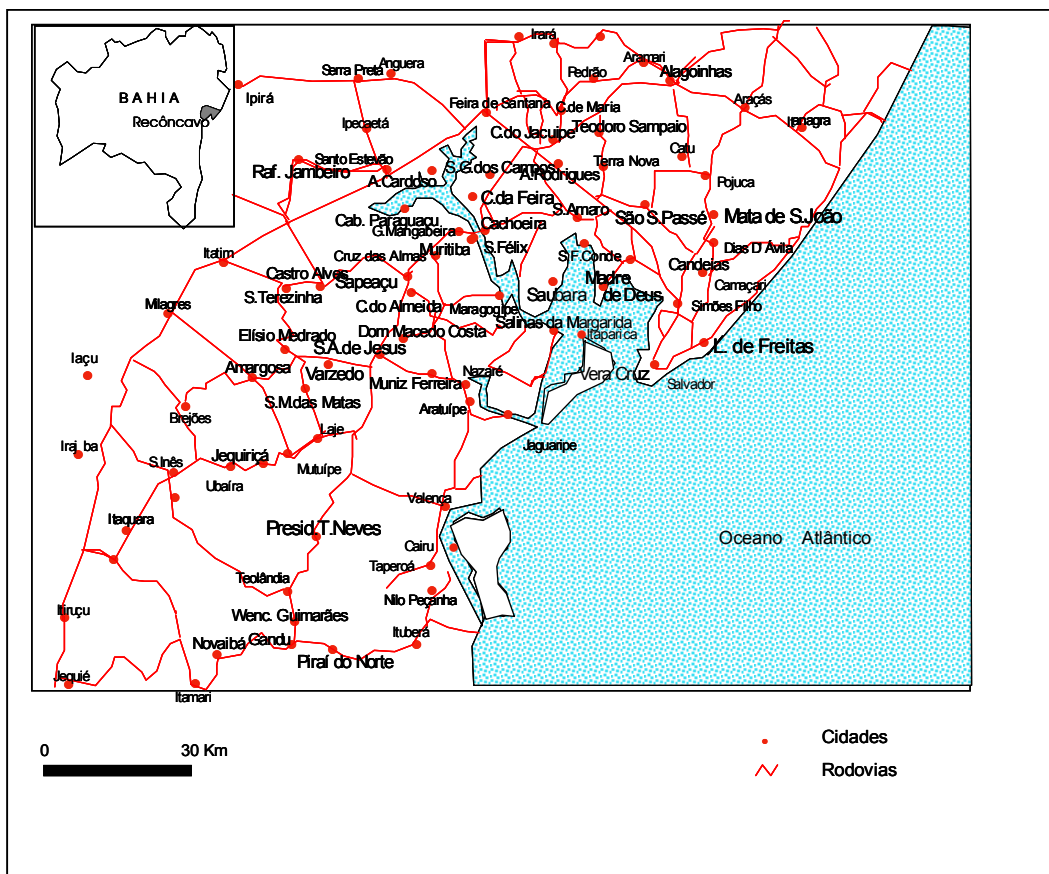 BAHIA
Recôncavo
Irará
Anguera
Serra Preta
Pedrão
Aramari
Alagoinhas
Ipirá
Feira de Santana
C.de Maria
Araçás
Itanagra
Ipecaetá
C.do Jacuipe
Teodoro Sampaio
Catu
Santo Estevão
Raf. Jambeiro
A.Cardoso
S.G.dos Campos
A.Rodrigues
Terra Nova
Pojuca
C.da Feira
Cab. Paraguaçu
S.Amaro
São S.Passé
Mata de S.João
G.Mangabeira
Cachoeira
Muritiba
S.Félix
Itatim
Cruz das Almas
S.F.Conde
Dias D´Ávila
Castro Alves
Sapeaçu
Candeias
S.Terezinha
Madre
de Deus
Saubara
Camaçari
Milagres
C.do Almeida
Maragogipe
Simões Filho
Elísio Medrado
Dom Macedo Costa
Salinas da Margarida
Itaparica
S.A.de Jesus
L. de Freitas
Iaçu
Amargosa
Varzedo
Nazaré
Muniz Ferreira
Vera Cruz
Salvador
Brejões
S.M.das Matas
Aratuípe
Laje
Jaguaripe
Iraj ba
S.Inês
Jequiriçá
Mutuípe
Ubaíra
Valença
Itaquara
Presid.T.Neves
Oceano Atlântico
Cairu
Taperoá
Teolândia
Nilo Peçanha
Itiruçu
Wenc. Guimarães
Novaibá
Gandu
Ituberá
Piraí do Norte
Jequié
Itamari
0 30 Km
Cidades
Rodovias